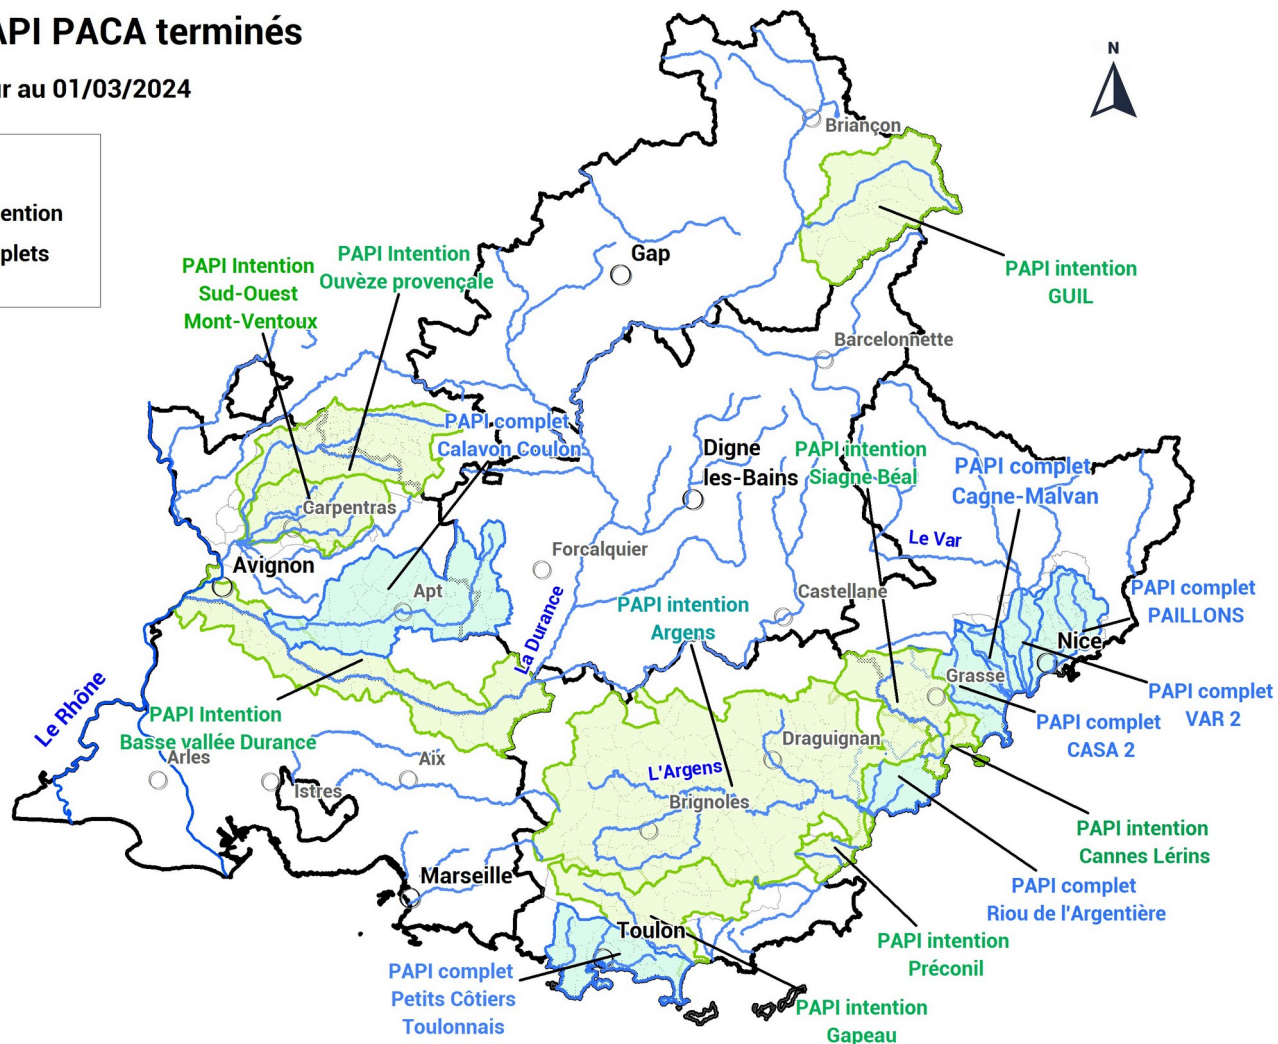 API PACA terminés
ur au 01/03/2024
ention
plets
N
Briançon
Gap
PAPI Intention
Sud-Ouest
Mont-Ventoux
PAPI Intention
Ouvèze provençale
PAPI intention
GUIL
Barcelonnette
PAPI complet
Calavon Coulon
Digne
les-Bains
PAPI intention
Siagne Béal
PAPI complet
Cagne-Malvan
Carpentras
Le Var
Avignon
Forcalquier
Apt
La Durance
PAPI intention
Argens
Castellane
PAPI complet
PAILLONS
Nice
Grasse
PAPI complet
VAR 2
PAPI complet
CASA 2
Le Rhône
PAPI Intention
Basse vallée Durance
Arles
Istres
Aix
Draguignan
L'Argens
Brignoles
PAPI intention
Cannes Lérins
Marseille
PAPI complet
Riou de l'Argentière
Toulon
PAPI intention
Préconil
PAPI complet
Petits Côtiers
Toulonnais
PAPI intention
Gapeau